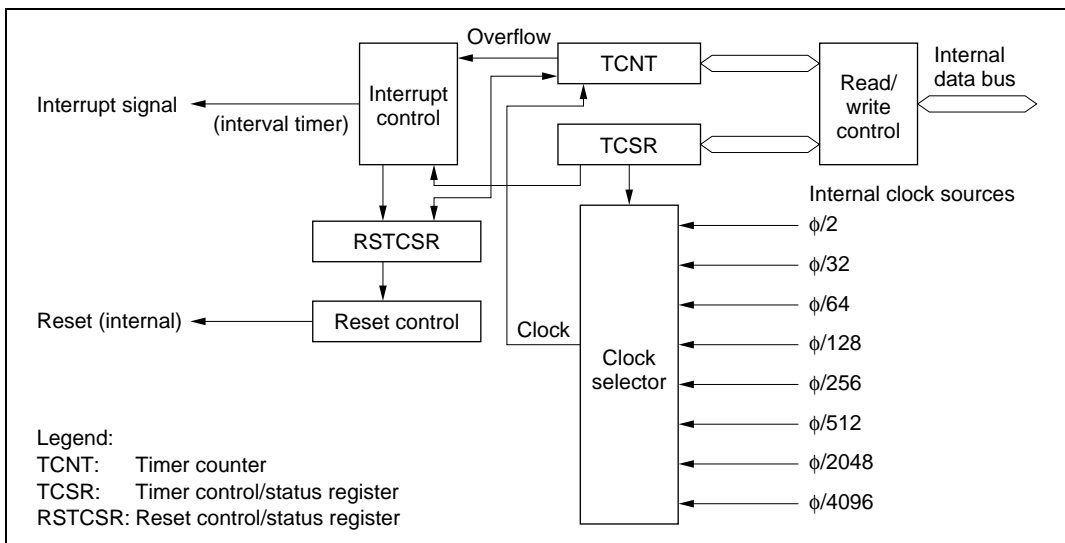 Overflow
TCNT
Interrupt
control
Read/
write
control
Internal
data bus
Interrupt signal
(interval timer)
TCSR
Internal clock sources
RSTCSR
ϕ/2
ϕ/32
ϕ/64
Reset (internal)
Reset control
Clock
Clock
selector
ϕ/128
ϕ/256
ϕ/512
ϕ/2048
ϕ/4096
Legend:
TCNT: Timer counter
TCSR: Timer control/status register
RSTCSR: Reset control/status register